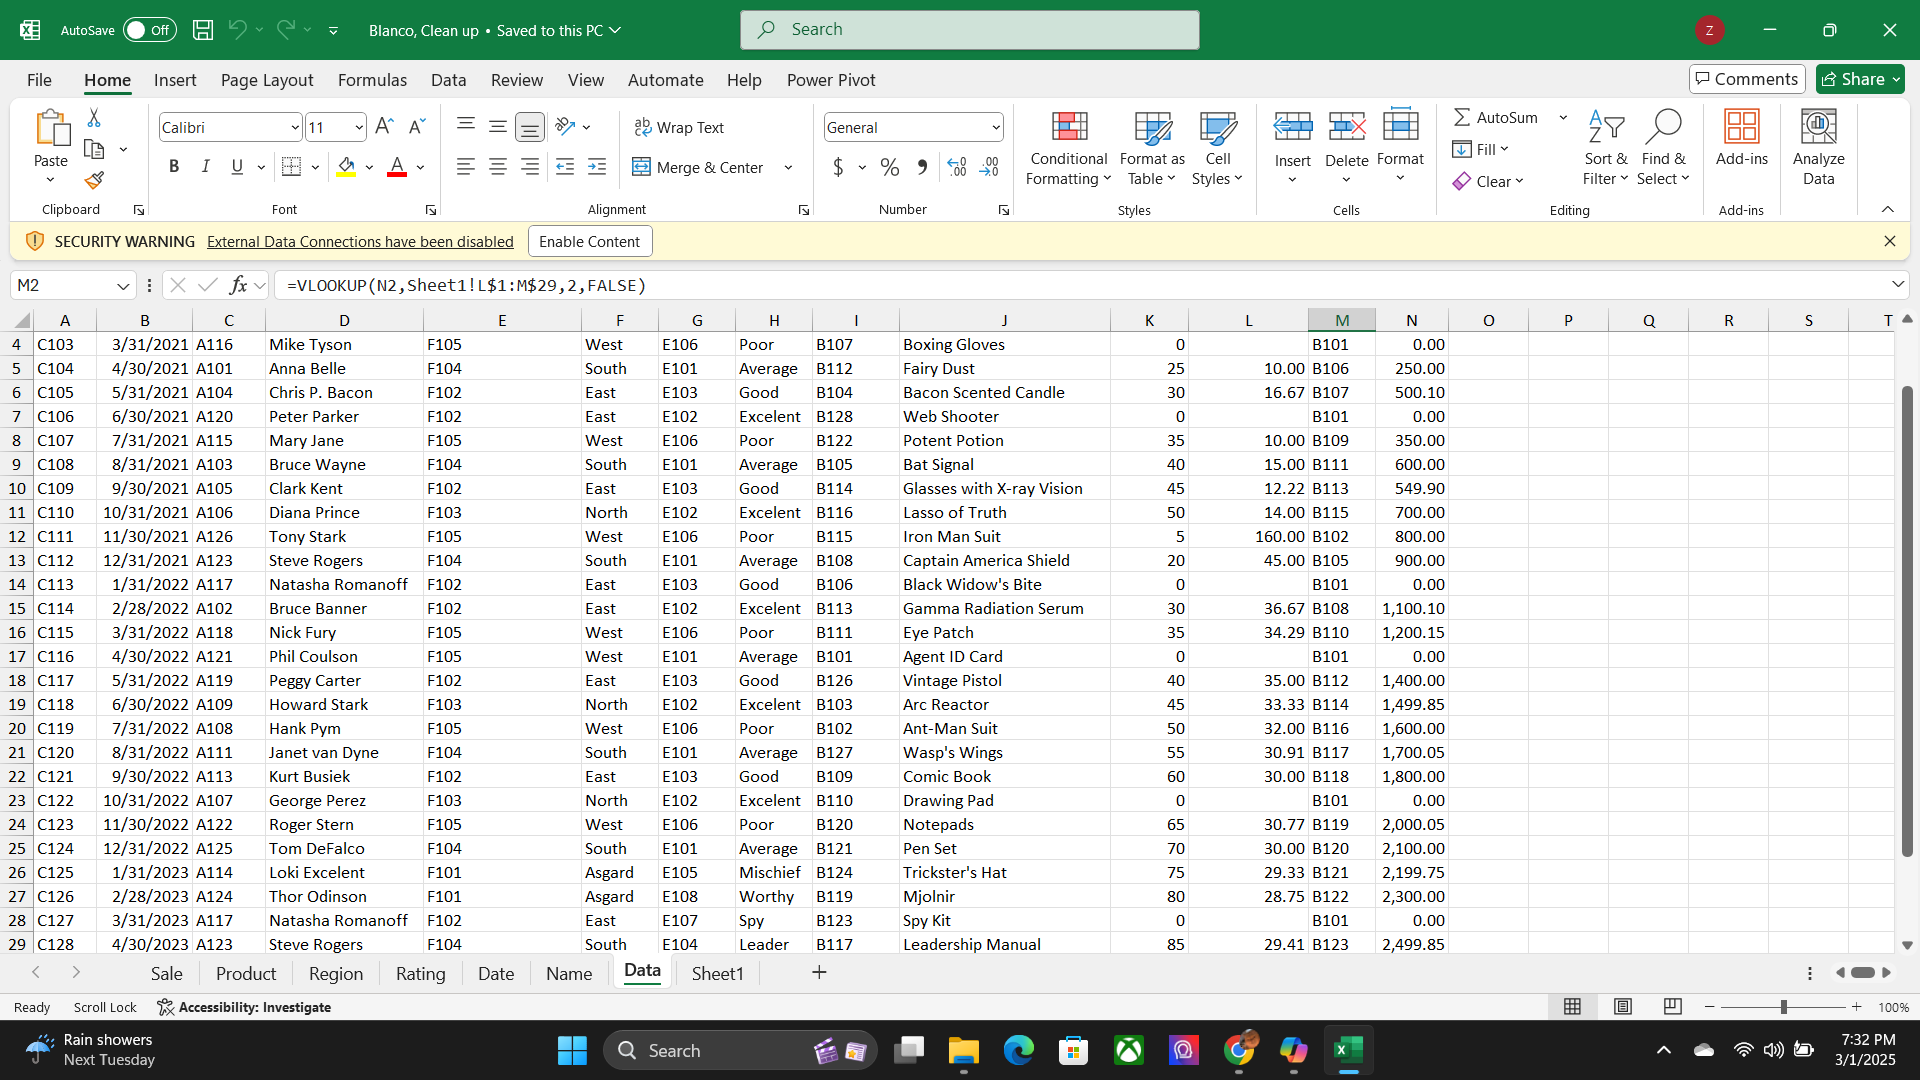 AutoSave Off Blanco, Clean up • Saved to this PC Search Z
File Home Insert Page Layout Formulas Data Review View Automate Help Power Pivot Comments Share
Paste Calibri 11 A A ab Wrap Text General Conditional Formatting Format as Table Cell Styles Insert Delete Format AutoSum Fill Clear Sort & Filter Find & Select Add-ins Analyze Data
B I U A Merge & Center $ % 9 .00 .00 .0
Clipboard Font Alignment Number Styles Cells Editing Add-ins
SECURITY WARNING External Data Connections have been disabled Enable Content
M2 fx =VLOOKUP(N2,Sheet1!L$1:M$29,2,FALSE)
A B C D E F G H I J K L M N O P Q R S T
4 C103 3/31/2021 A116 Mike Tyson F105 West E106 Poor B107 Boxing Gloves 0 B101 0.00
5 C104 4/30/2021 A101 Anna Belle F104 South E101 Average B112 Fairy Dust 25 10.00 B106 250.00
6 C105 5/31/2021 A104 Chris P. Bacon F102 East E103 Good B104 Bacon Scented Candle 30 16.67 B107 500.10
7 C106 6/30/2021 A120 Peter Parker F102 East E102 Excelent B128 Web Shooter 0 B101 0.00
8 C107 7/31/2021 A115 Mary Jane F105 West E106 Poor B122 Potent Potion 35 10.00 B109 350.00
9 C108 8/31/2021 A103 Bruce Wayne F104 South E101 Average B105 Bat Signal 40 15.00 B111 600.00
10 C109 9/30/2021 A105 Clark Kent F102 East E103 Good B114 Glasses with X-ray Vision 45 12.22 B113 549.90
11 C110 10/31/2021 A106 Diana Prince F103 North E102 Excelent B116 Lasso of Truth 50 14.00 B115 700.00
12 C111 11/30/2021 A126 Tony Stark F105 West E106 Poor B115 Iron Man Suit 5 160.00 B102 800.00
13 C112 12/31/2021 A123 Steve Rogers F104 South E101 Average B108 Captain America Shield 20 45.00 B105 900.00
14 C113 1/31/2022 A117 Natasha Romanoff F102 East E103 Good B106 Black Widow's Bite 0 B101 0.00
15 C114 2/28/2022 A102 Bruce Banner F102 East E102 Excelent B113 Gamma Radiation Serum 30 36.67 B108 1,100.10
16 C115 3/31/2022 A118 Nick Fury F105 West E106 Poor B111 Eye Patch 35 34.29 B110 1,200.15
17 C116 4/30/2022 A121 Phil Coulson F105 West E101 Average B101 Agent ID Card 0 B101 0.00
18 C117 5/31/2022 A119 Peggy Carter F102 East E103 Good B126 Vintage Pistol 40 35.00 B112 1,400.00
19 C118 6/30/2022 A109 Howard Stark F103 North E102 Excelent B103 Arc Reactor 45 33.33 B114 1,499.85
20 C119 7/31/2022 A108 Hank Pym F105 West E106 Poor B102 Ant-Man Suit 50 32.00 B116 1,600.00
21 C120 8/31/2022 A111 Janet van Dyne F104 South E101 Average B127 Wasp's Wings 55 30.91 B117 1,700.05
22 C121 9/30/2022 A113 Kurt Busiek F102 East E103 Good B109 Comic Book 60 30.00 B118 1,800.00
23 C122 10/31/2022 A107 George Perez F103 North E102 Excelent B110 Drawing Pad 0 B101 0.00
24 C123 11/30/2022 A122 Roger Stern F105 West E106 Poor B120 Notepads 65 30.77 B119 2,000.05
25 C124 12/31/2022 A125 Tom DeFalco F104 South E101 Average B121 Pen Set 70 30.00 B120 2,100.00
26 C125 1/31/2023 A114 Loki Excelent F101 Asgard E105 Mischief B124 Trickster's Hat 75 29.33 B121 2,199.75
27 C126 2/28/2023 A124 Thor Odinson F101 Asgard E108 Worthy B119 Mjolnir 80 28.75 B122 2,300.00
28 C127 3/31/2023 A117 Natasha Romanoff F102 East E107 Spy B123 Spy Kit 0 B101 0.00
29 C128 4/30/2023 A123 Steve Rogers F104 South E104 Leader B117 Leadership Manual 85 29.41 B123 2,499.85
Sale Product Region Rating Date Name Data Sheet1 +
Ready Scroll Lock Accessibility: Investigate 100%
Rain showers Search 7:32 PM
Next Tuesday 3/1/2025